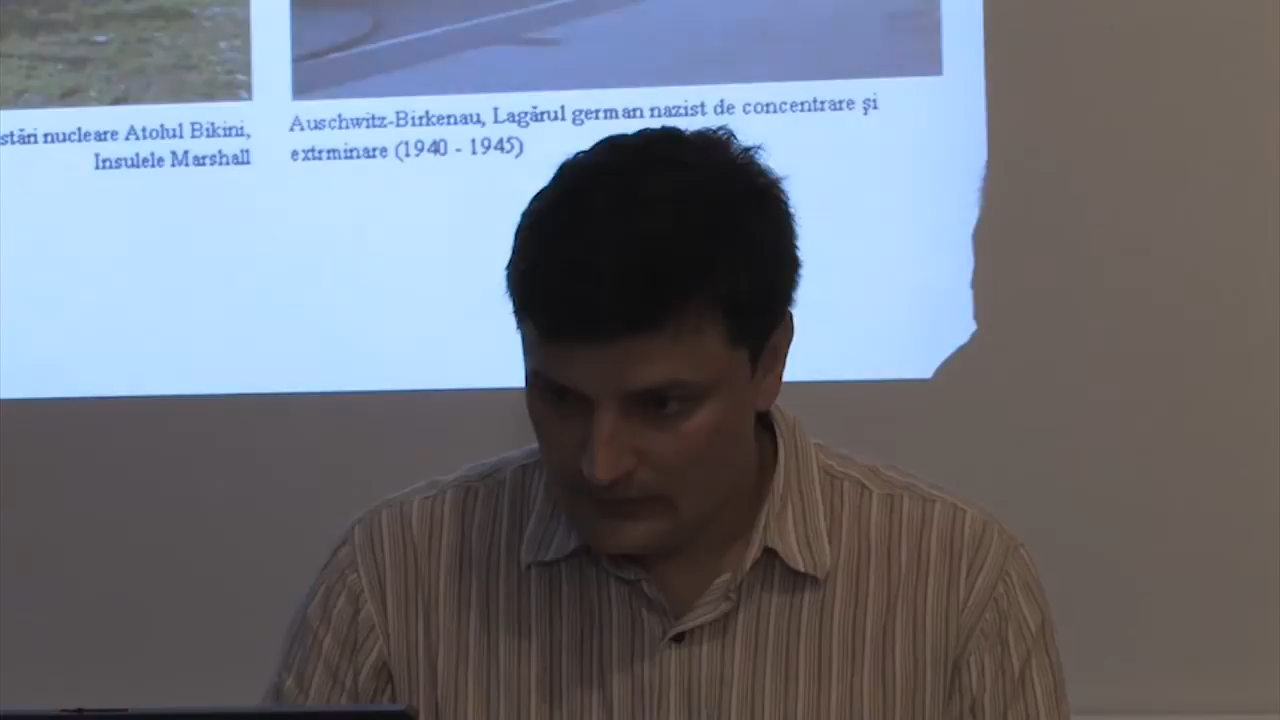 stări nucleare Atolul Bikini,
Insulele Marshall
Auschwitz-Birkenau, Lagărul german nazist de concentrare şi
extrminare (1940 - 1945)